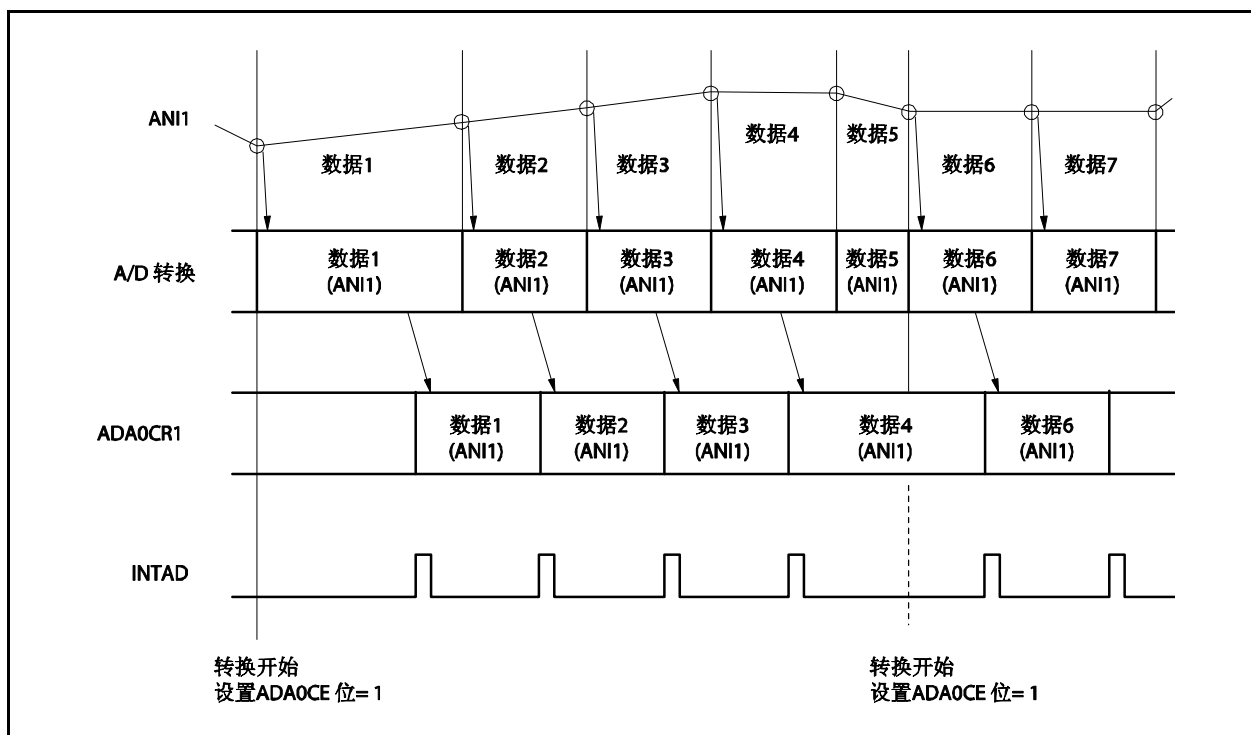 ANI1
数据1
数据2
数据3
数据4
数据5
数据6
数据7
A/D 转换
数据1
(ANI1)
数据2
(ANI1)
数据3
(ANI1)
数据4
(ANI1)
数据5
(ANI1)
数据6
(ANI1)
数据7
(ANI1)
ADA0CR1
数据1
(ANI1)
数据2
(ANI1)
数据3
(ANI1)
数据4
(ANI1)
数据6
(ANI1)
INTAD
转换开始
设置ADA0CE 位= 1
转换开始
设置ADA0CE 位= 1